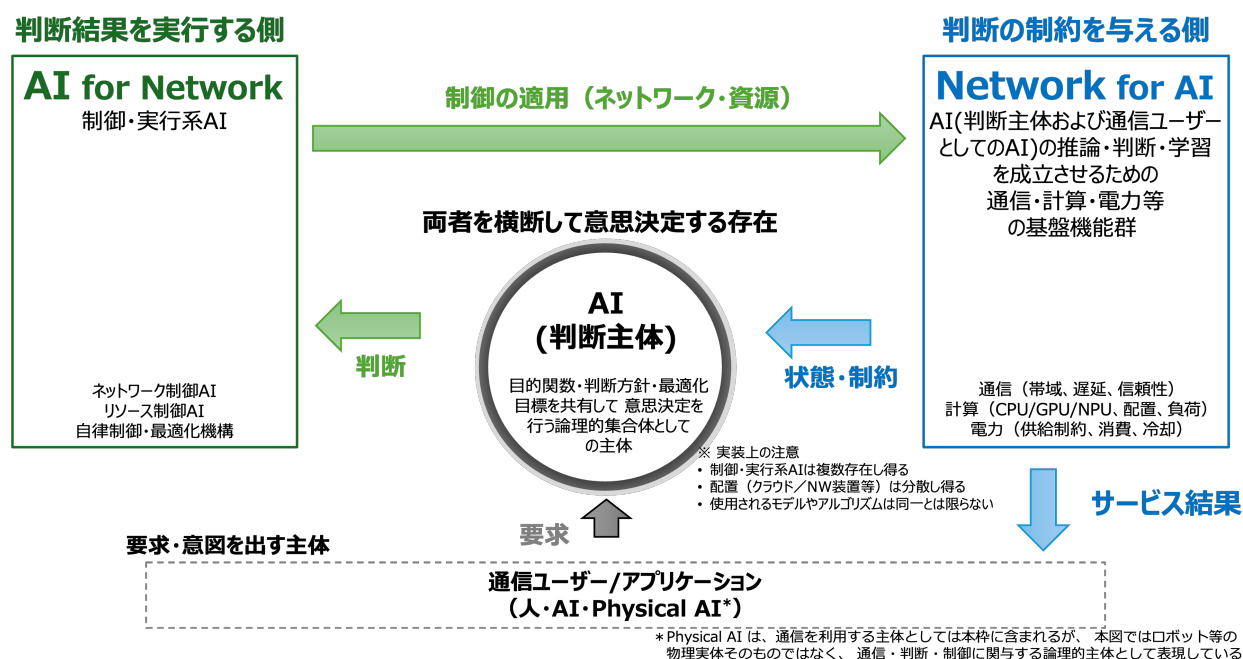 判断結果を実行する側
AI for Network
制御・実行系AI
ネットワーク制御AI
リソース制御AI
自律制御・最適化機構
制御の適用（ネットワーク・資源）
判断の制約を与える側
Network for AI
AI(判断主体および通信ユーザー
としてのAI)の推論・判断・学習
を成立させるための
通信・計算・電力等
の基盤機能群
通信（帯域、遅延、信頼性）
計算（CPU/GPU/NPU、配置、負荷）
電力（供給制約、消費、冷却）
両者を横断して意思決定する存在
AI
(判断主体)
目的関数・判断方針・最適化
目標を共有して 意思決定を
行う論理的集合体として
の主体
判断
状態・制約
※ 実装上の注意
• 制御・実行系AIは複数存在し得る
• 配置（クラウド／NW装置等）は分散し得る
• 使用されるモデルやアルゴリズムは同一とは限らない
サービス結果
要求
要求・意図を出す主体
通信ユーザー/アプリケーション
（人・AI・Physical AI*）
*Physical AI は、通信を利用する主体としては本枠に含まれるが、 本図ではロボット等の
物理実体そのものではなく、 通信・判断・制御に関与する論理的主体として表現している